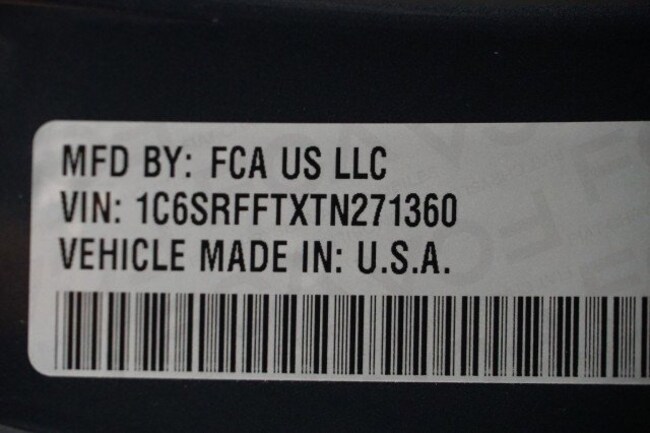 MFD BY: FCA US LLC
VIN: 1C6SRFFTXTN271360
VEHICLE MADE IN: U.S.A.